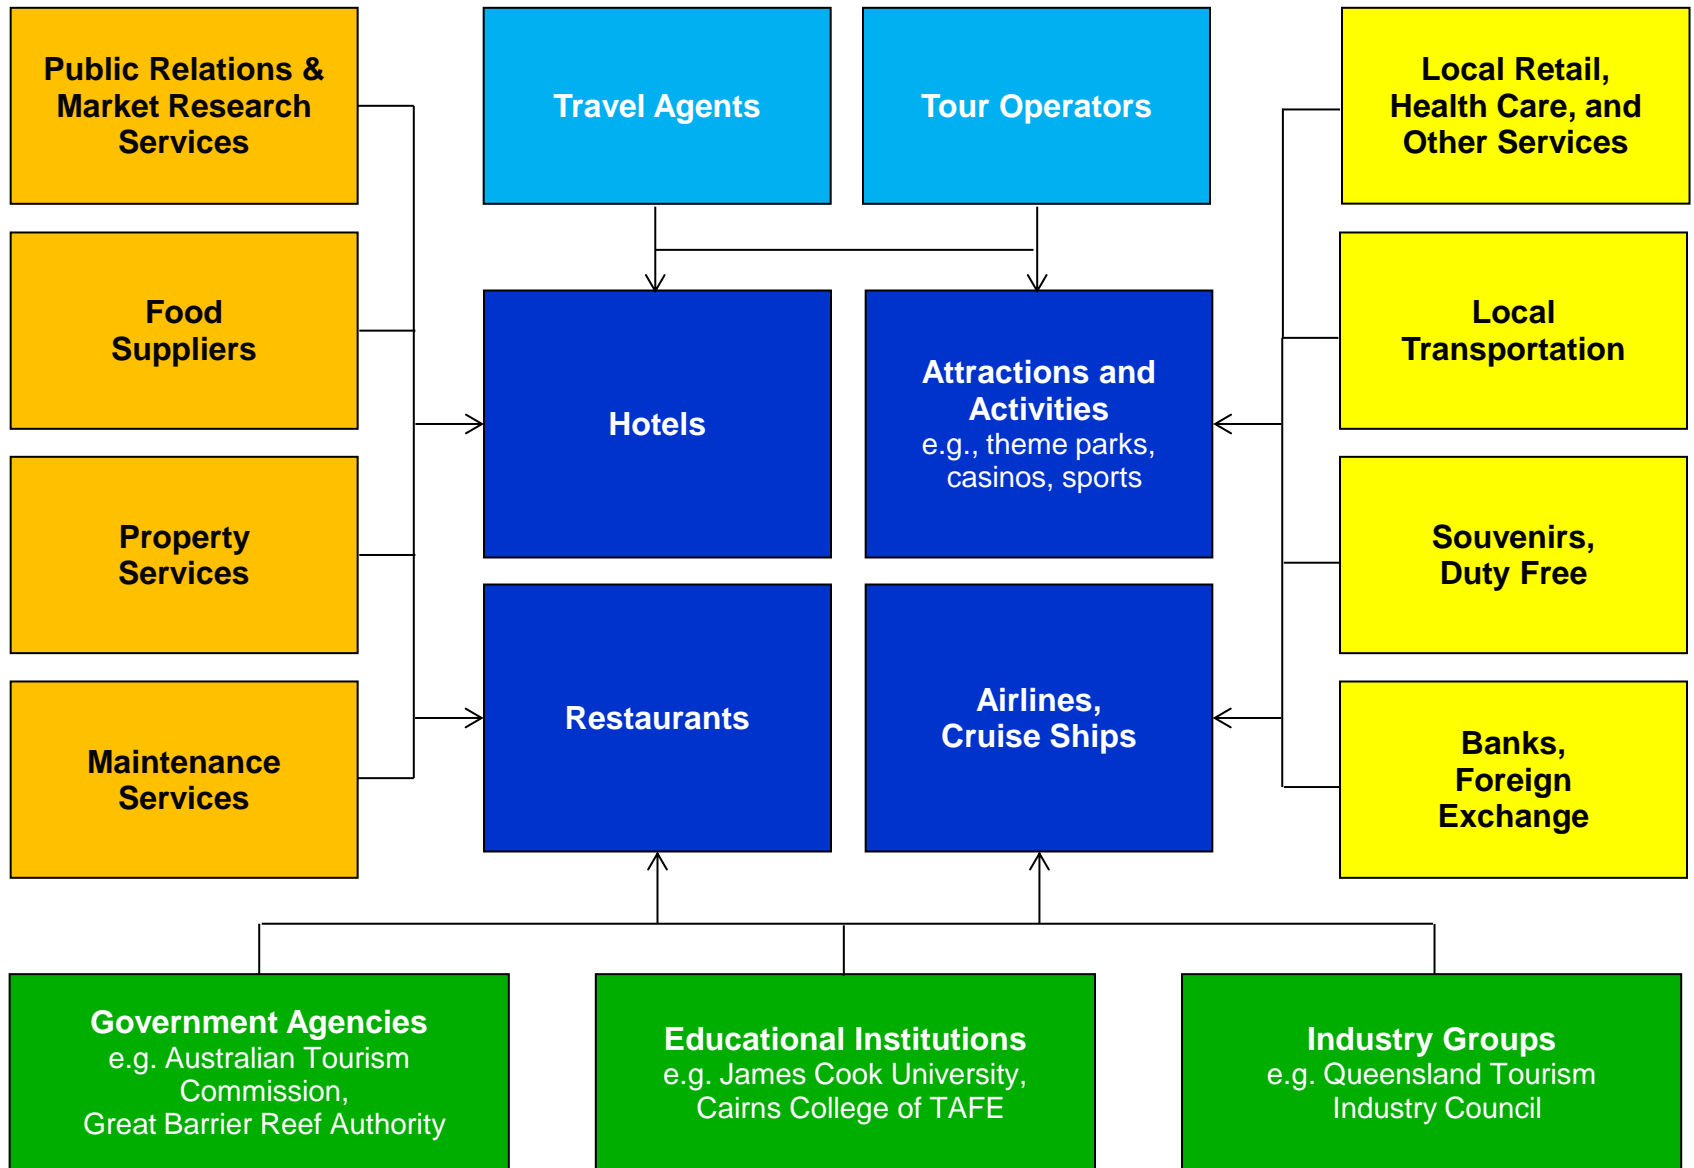 Public Relations &
Market Research
Services
Travel Agents
Tour Operators
Local Retail,
Health Care, and
Other Services
Food
Suppliers
Hotels
Attractions and
Activities
e.g., theme parks,
casinos, sports
Local
Transportation
Property
Services
Souvenirs,
Duty Free
Maintenance
Services
Restaurants
Airlines,
Cruise Ships
Banks,
Foreign
Exchange
Government Agencies
e.g. Australian Tourism
Commission,
Great Barrier Reef Authority
Educational Institutions
e.g. James Cook University,
Cairns College of TAFE
Industry Groups
e.g. Queensland Tourism
Industry Council